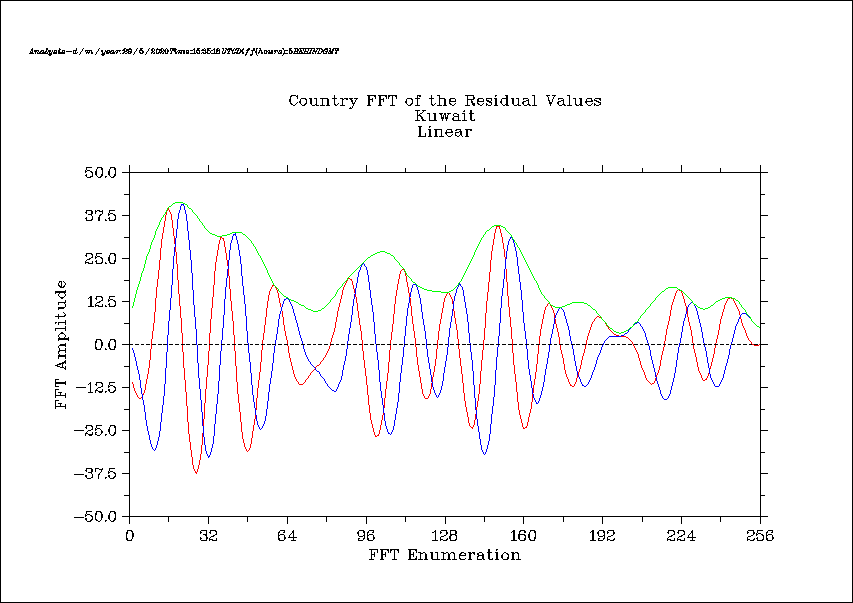 Country FFT of the Residual Values
Kuwait
Linear
FFT Amplitude
50.0
37.5
25.0
12.5
0.0
-12.5
-25.0
-37.5
-50.0
0 32 64 96 128 160 192 224 256
FFT Enumeration